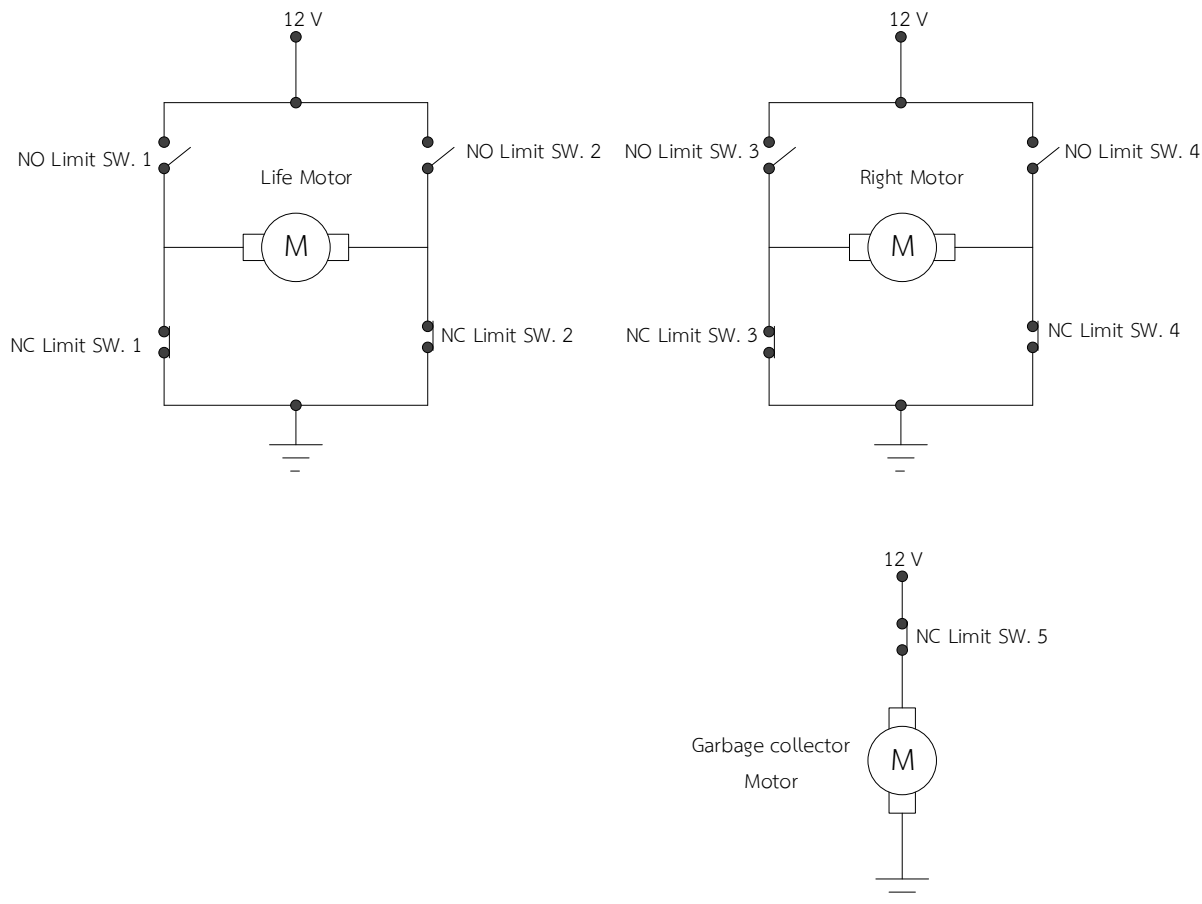 12 V
12 V
NO Limit SW. 1
NO Limit SW. 2
NO Limit SW. 3
NO Limit SW. 4
Life Motor
Right Motor
M
M
NC Limit SW. 1
NC Limit SW. 2
NC Limit SW. 3
NC Limit SW. 4
12 V
NC Limit SW. 5
Garbage collector
Motor
M